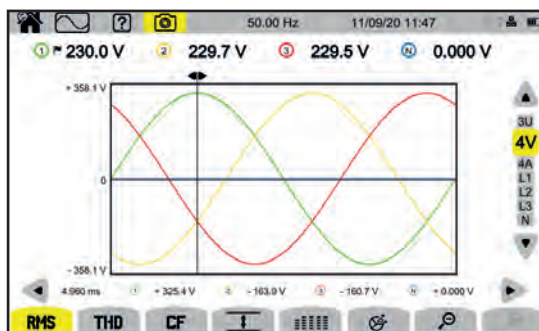 ? 50.00 Hz 11/09/20 11:47
1 230.0 V 2 229.7 V 3 229.5 V N 0.000 V
+358.1 V
3U
4V
4A
L1
L2
L3
N
0
-358.1 V
4.960 ms 1 +325.4 V 2 -163.9 V 3 -160.7 V N +0.000 V
RMS THD CF